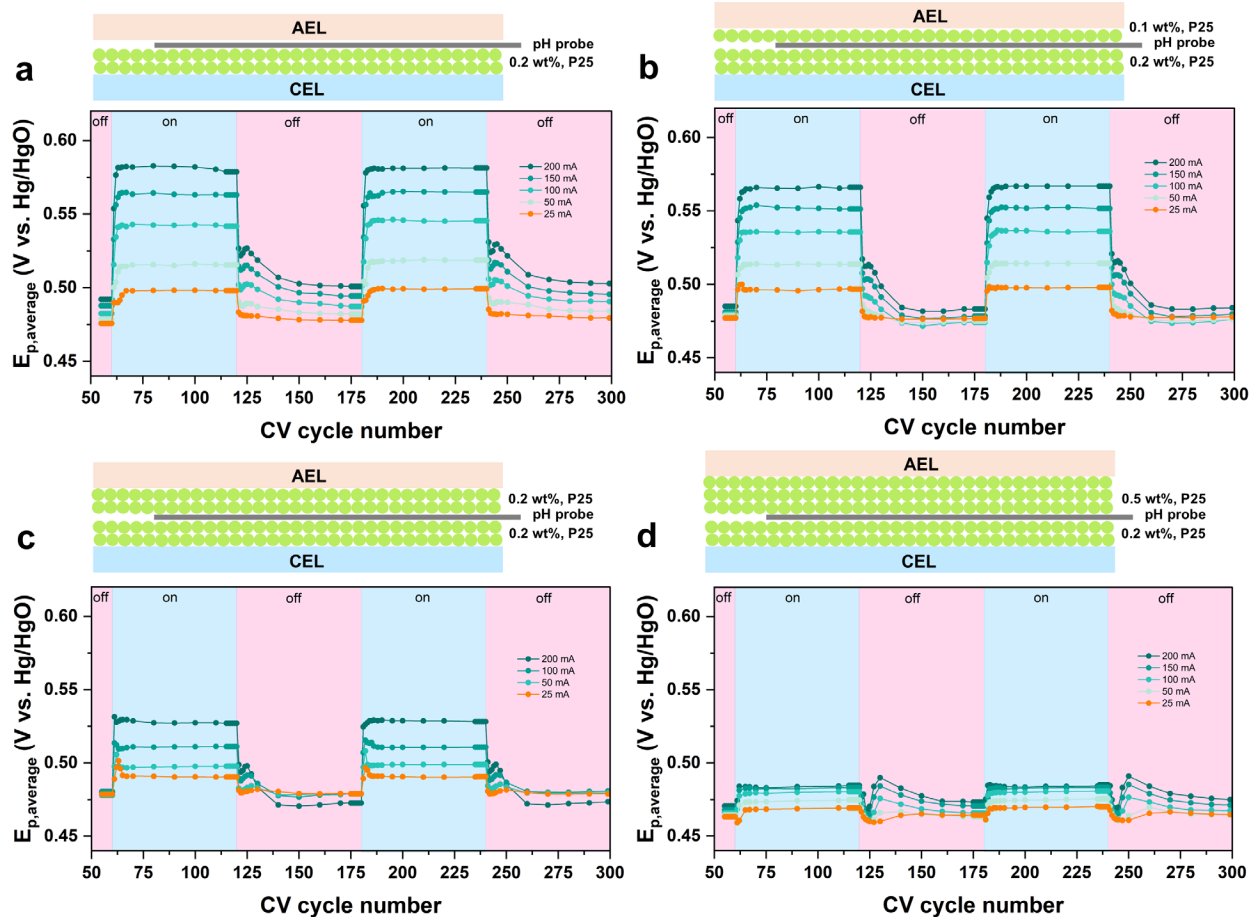 a
AEL
pH probe
0.2 wt%, P25
CEL
off
on
off
on
off
200 mA
150 mA
100 mA
50 mA
25 mA
0.60
0.55
0.50
0.45
E_p,average (V vs. Hg/HgO)
50 75 100 125 150 175 200 225 250 275 300
CV cycle number
b
AEL
0.1 wt%, P25
pH probe
0.2 wt%, P25
CEL
off
on
off
on
off
200 mA
150 mA
100 mA
50 mA
25 mA
0.60
0.55
0.50
0.45
E_p,average (V vs. Hg/HgO)
50 75 100 125 150 175 200 225 250 275 300
CV cycle number
c
AEL
0.2 wt%, P25
pH probe
0.2 wt%, P25
CEL
off
on
off
on
off
200 mA
100 mA
50 mA
25 mA
0.60
0.55
0.50
0.45
E_p,average (V vs. Hg/HgO)
50 75 100 125 150 175 200 225 250 275 300
CV cycle number
d
AEL
0.5 wt%, P25
pH probe
0.2 wt%, P25
CEL
off
on
off
on
off
200 mA
150 mA
100 mA
50 mA
25 mA
0.60
0.55
0.50
0.45
E_p,average (V vs. Hg/HgO)
50 75 100 125 150 175 200 225 250 275 300
CV cycle number